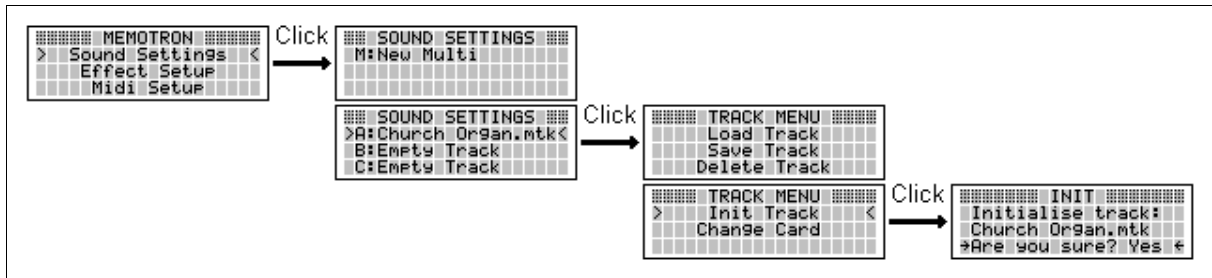 MEMOTRON
> Sound Settings <
Effect Setup
Midi Setup
Click
SOUND SETTINGS
M:New Multi
SOUND SETTINGS
>A:Church Organ.mtk<
B:Empty Track
C:Empty Track
Click
TRACK MENU
Load Track
Save Track
Delete Track
TRACK MENU
> Init Track <
Change Card
Click
INIT
Initialise track:
Church Organ.mtk
→Are you sure? Yes ←